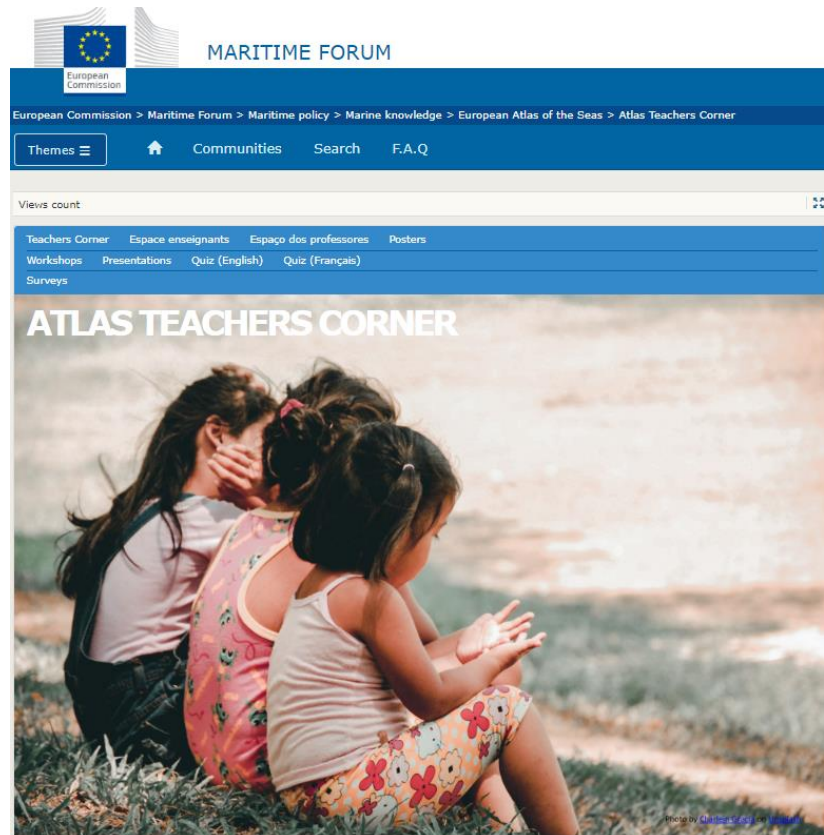 European
Commission
MARITIME FORUM
European Commission > Maritime Forum > Maritime policy > Marine knowledge > European Atlas of the Seas > Atlas Teachers Corner
Themes
Communities
Search
F.A.Q
Views count
Teachers Corner Espace enseignants Espaço dos professores Posters
Workshops Presentations Quiz (English) Quiz (Français)
Surveys
ATLAS TEACHERS CORNER
Photo by on